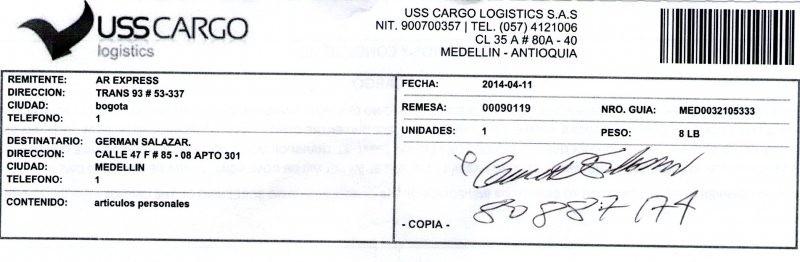 USSCARGO
logistics
USS CARGO LOGISTICS S.A.S
NIT. 900700357 | TEL. (057) 4121006
CL 35 A # 80A - 40
MEDELLIN - ANTIOQUIA
REMITENTE: AR EXPRESS
DIRECCION: TRANS 93 # 53-337
CIUDAD: bogota
TELEFONO: 1
DESTINATARIO: GERMAN SALAZAR.
DIRECCION: CALLE 47 F # 85 - 08 APTO 301
CIUDAD: MEDELLIN
TELEFONO: 1
CONTENIDO: articulos personales
FECHA: 2014-04-11
REMESA: 00090119 NRO. GUIA: MED0032105333
UNIDADES: 1 PESO: 8 LB
80887174
- COPIA -